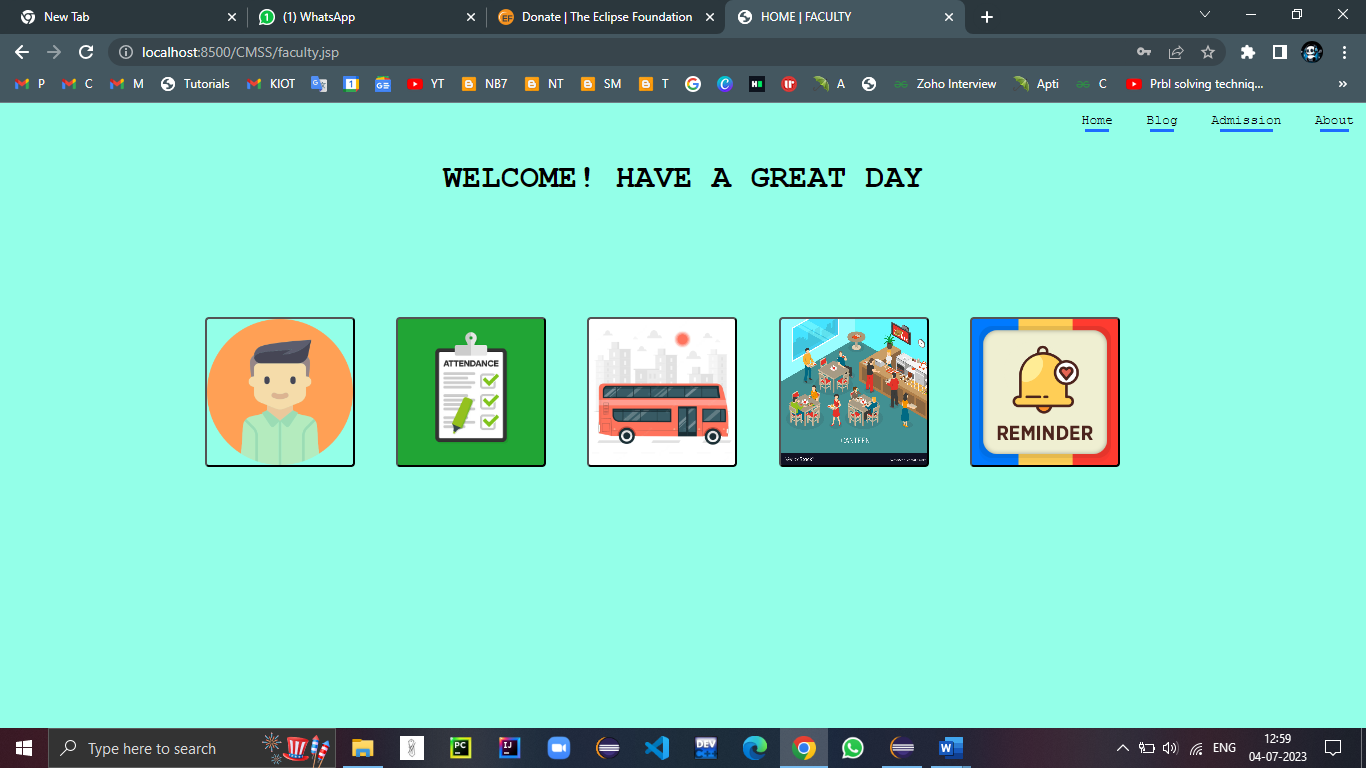 New Tab
(1) WhatsApp
Donate | The Eclipse Foundation
HOME | FACULTY
localhost:8500/CMSS/faculty.jsp
P C M Tutorials KIOT YT NB7 NT SM T A Zoho Interview Apti C Prbl solving techniq... »
Home Blog Admission About
WELCOME! HAVE A GREAT DAY
ATTENDANCE
CANTEEN
REMINDER
Type here to search
ENG
12:59
04-07-2023